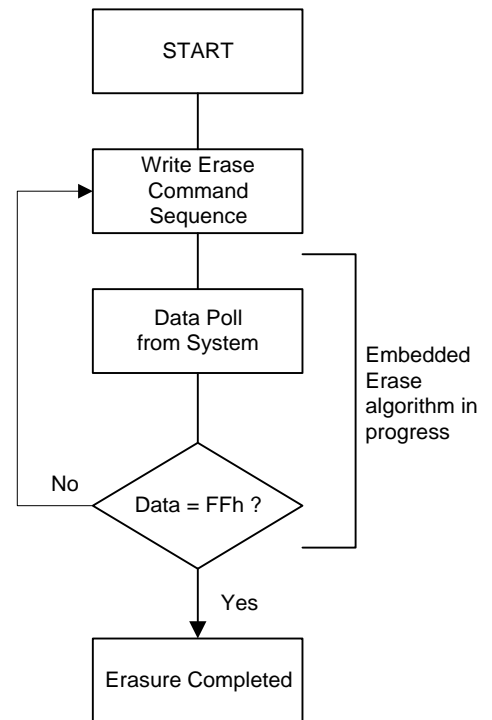 START
Write Erase
Command
Sequence
Data Poll
from System
Embedded
Erase
algorithm in
progress
No
Data = FFh ?
Yes
Erasure Completed